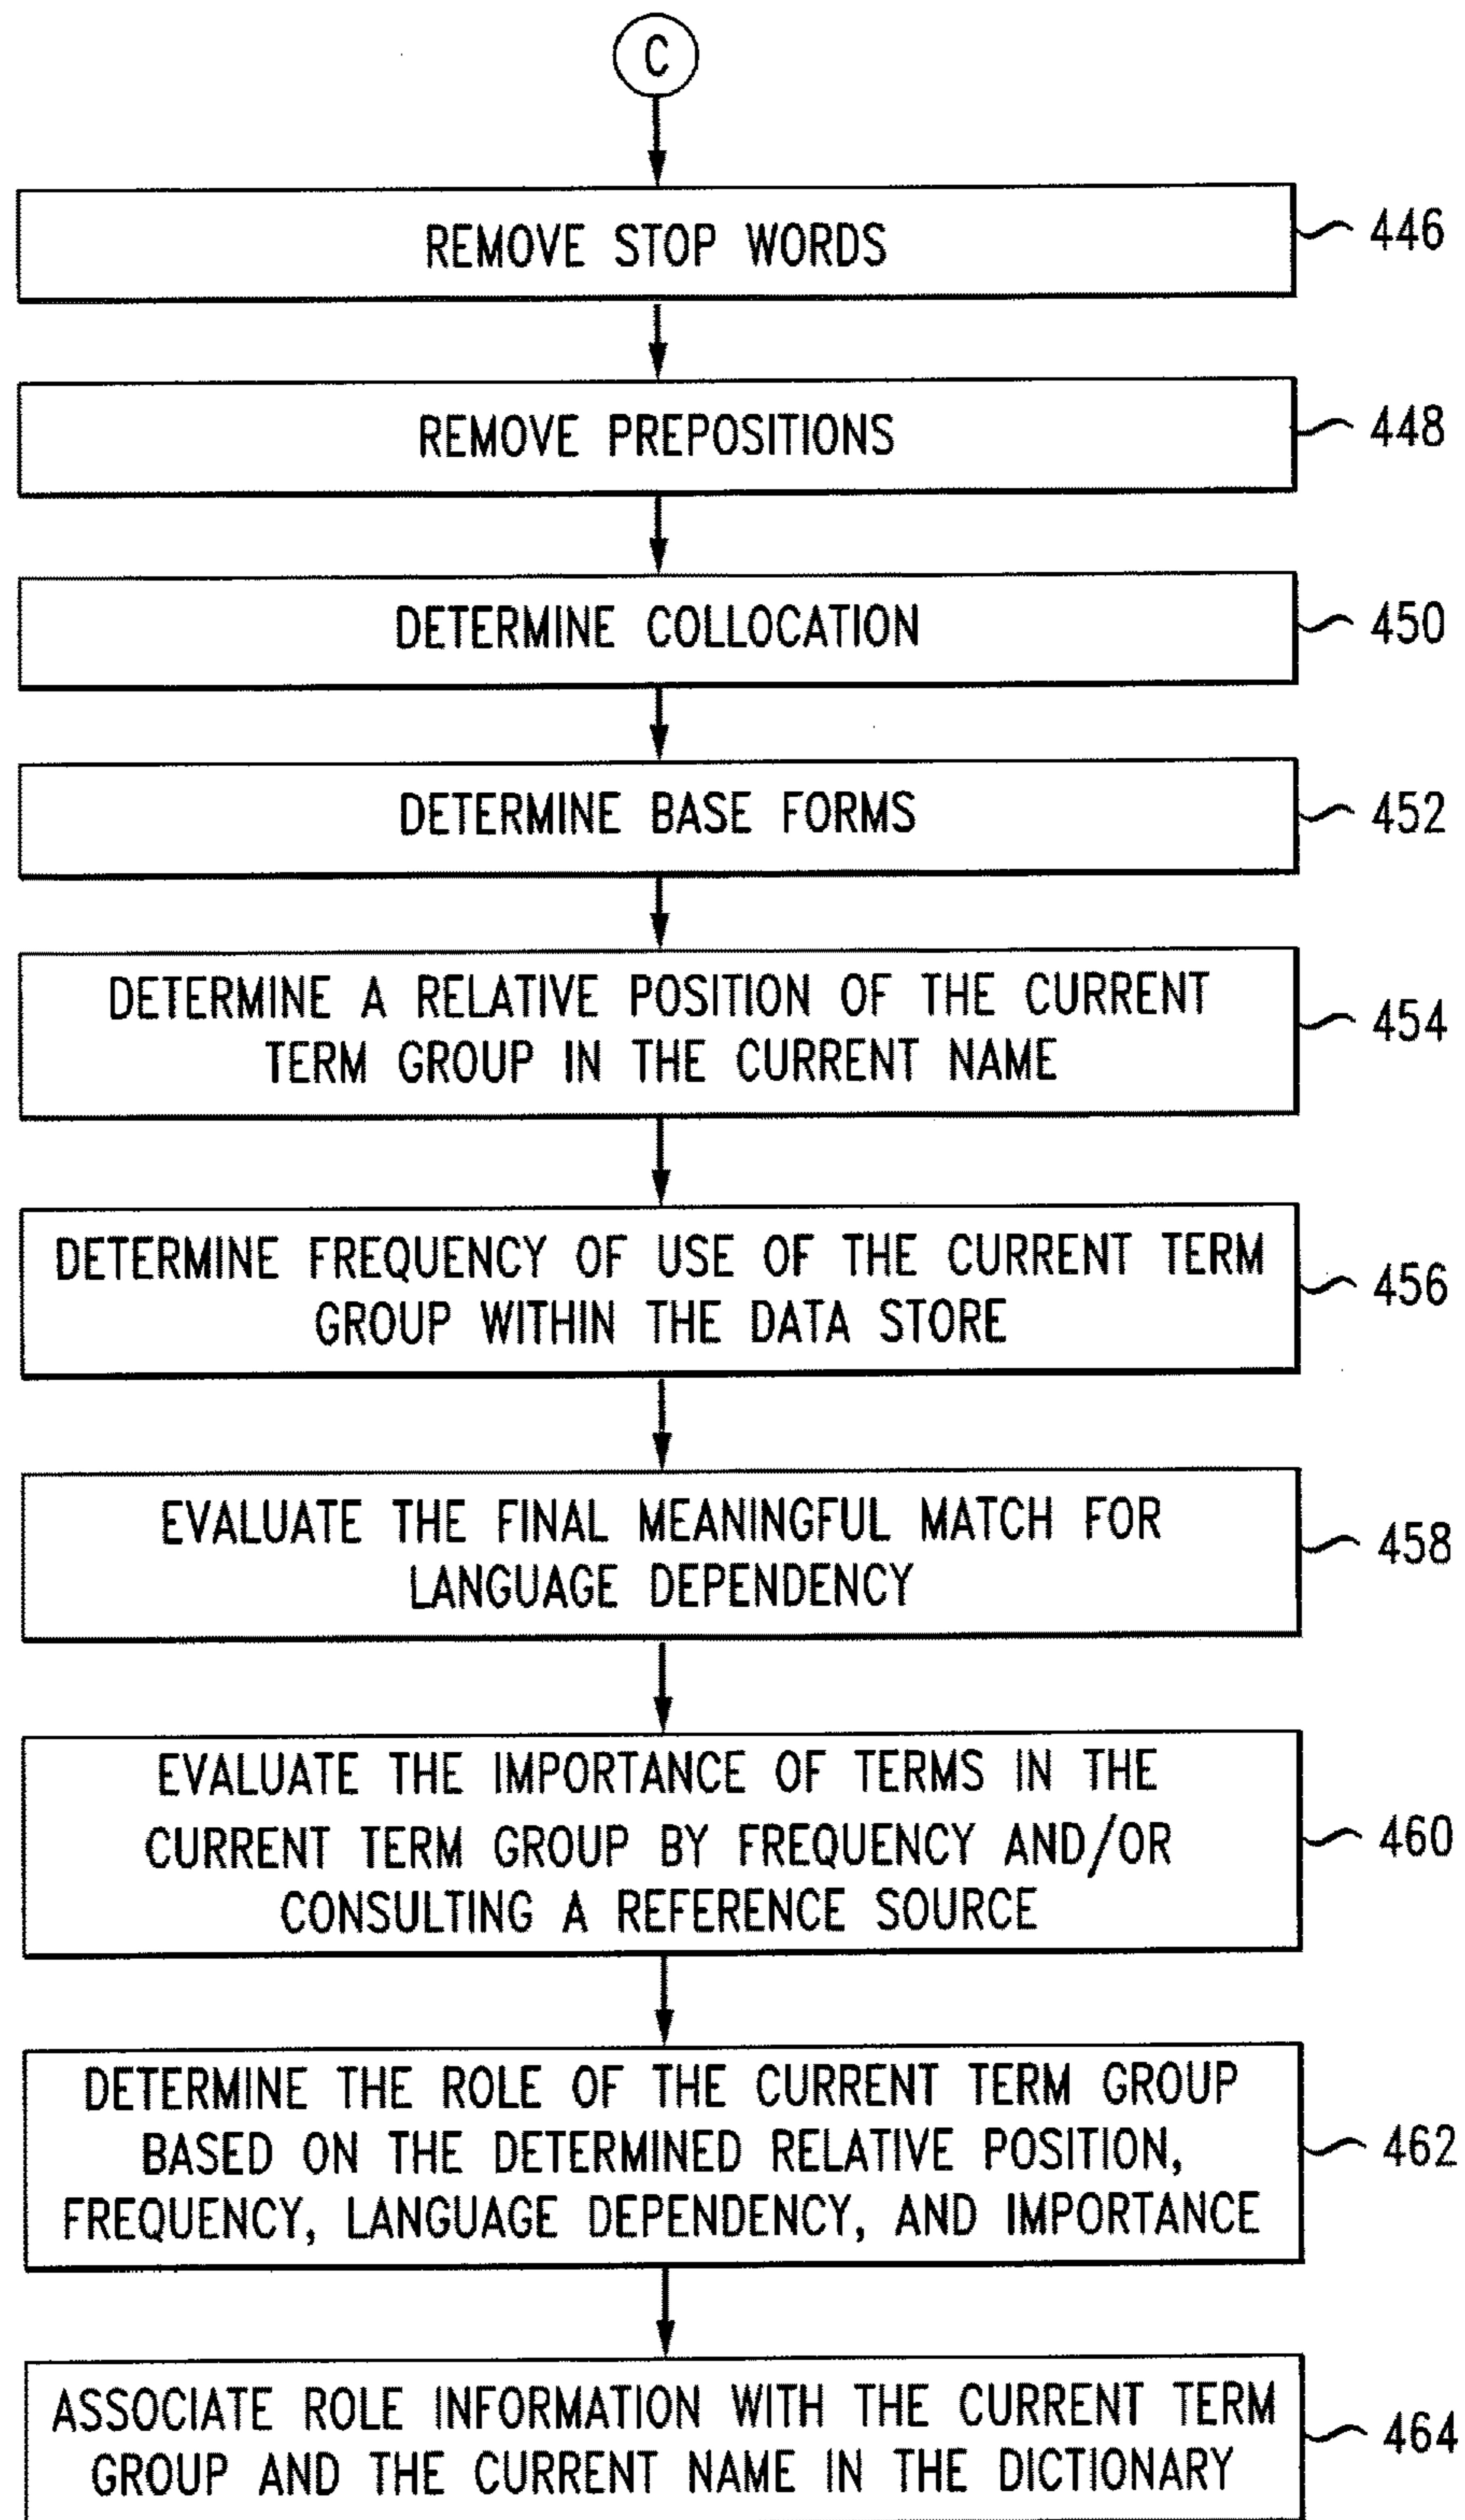 C
REMOVE STOP WORDS
446
REMOVE PREPOSITIONS
448
DETERMINE COLLOCATION
450
DETERMINE BASE FORMS
452
DETERMINE A RELATIVE POSITION OF THE CURRENT
TERM GROUP IN THE CURRENT NAME
454
DETERMINE FREQUENCY OF USE OF THE CURRENT TERM
GROUP WITHIN THE DATA STORE
456
EVALUATE THE FINAL MEANINGFUL MATCH FOR
LANGUAGE DEPENDENCY
458
EVALUATE THE IMPORTANCE OF TERMS IN THE
CURRENT TERM GROUP BY FREQUENCY AND/OR
CONSULTING A REFERENCE SOURCE
460
DETERMINE THE ROLE OF THE CURRENT TERM GROUP
BASED ON THE DETERMINED RELATIVE POSITION,
FREQUENCY, LANGUAGE DEPENDENCY, AND IMPORTANCE
462
ASSOCIATE ROLE INFORMATION WITH THE CURRENT TERM
GROUP AND THE CURRENT NAME IN THE DICTIONARY
464